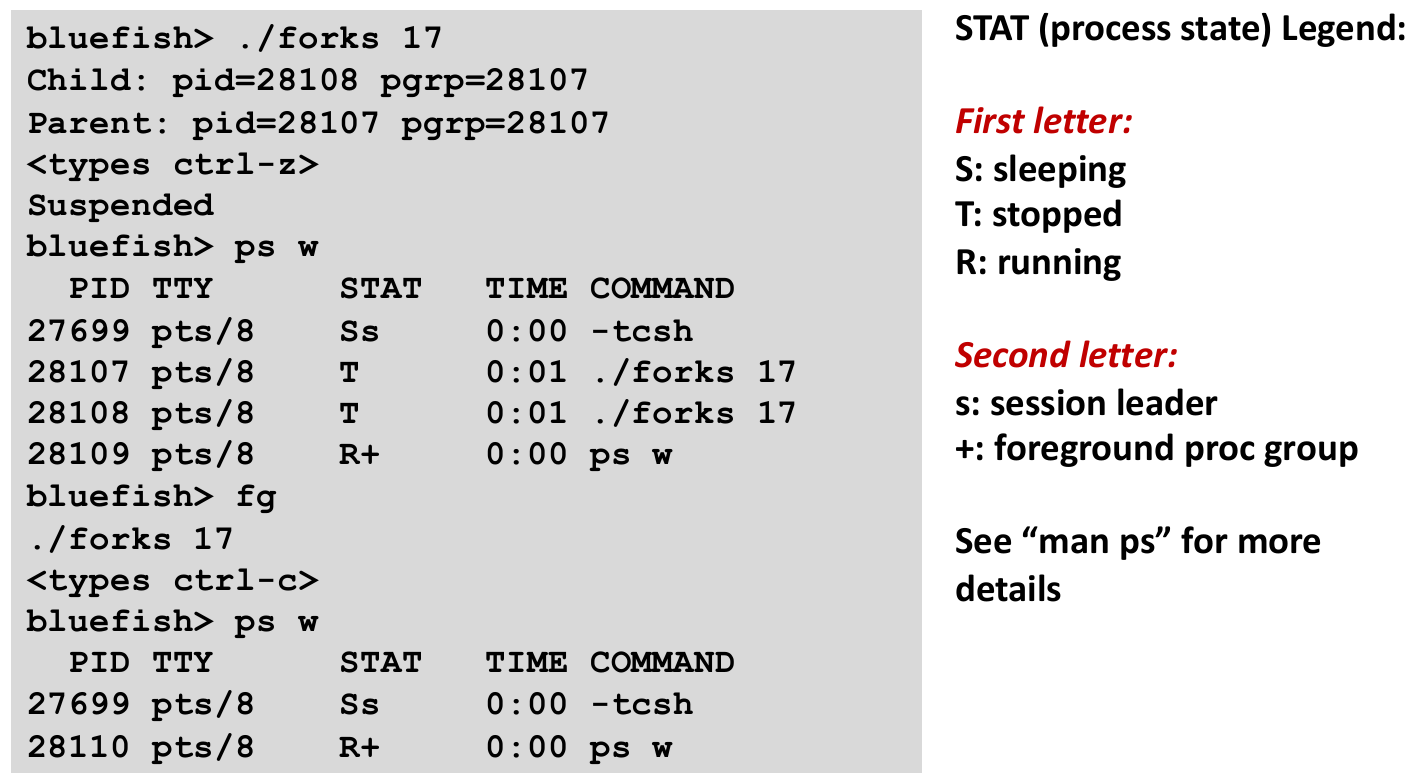 bluefish> ./forks 17
Child: pid=28108 pgrp=28107
Parent: pid=28107 pgrp=28107
<types ctrl-z>
Suspended
bluefish> ps w
  PID TTY      STAT   TIME COMMAND
27699 pts/8    Ss     0:00 -tcsh
28107 pts/8    T      0:01 ./forks 17
28108 pts/8    T      0:01 ./forks 17
28109 pts/8    R+     0:00 ps w
bluefish> fg
./forks 17
<types ctrl-c>
bluefish> ps w
  PID TTY      STAT   TIME COMMAND
27699 pts/8    Ss     0:00 -tcsh
28110 pts/8    R+     0:00 ps w
STAT (process state) Legend:
First letter:
S: sleeping
T: stopped
R: running
Second letter:
s: session leader
+: foreground proc group
See “man ps” for more
details